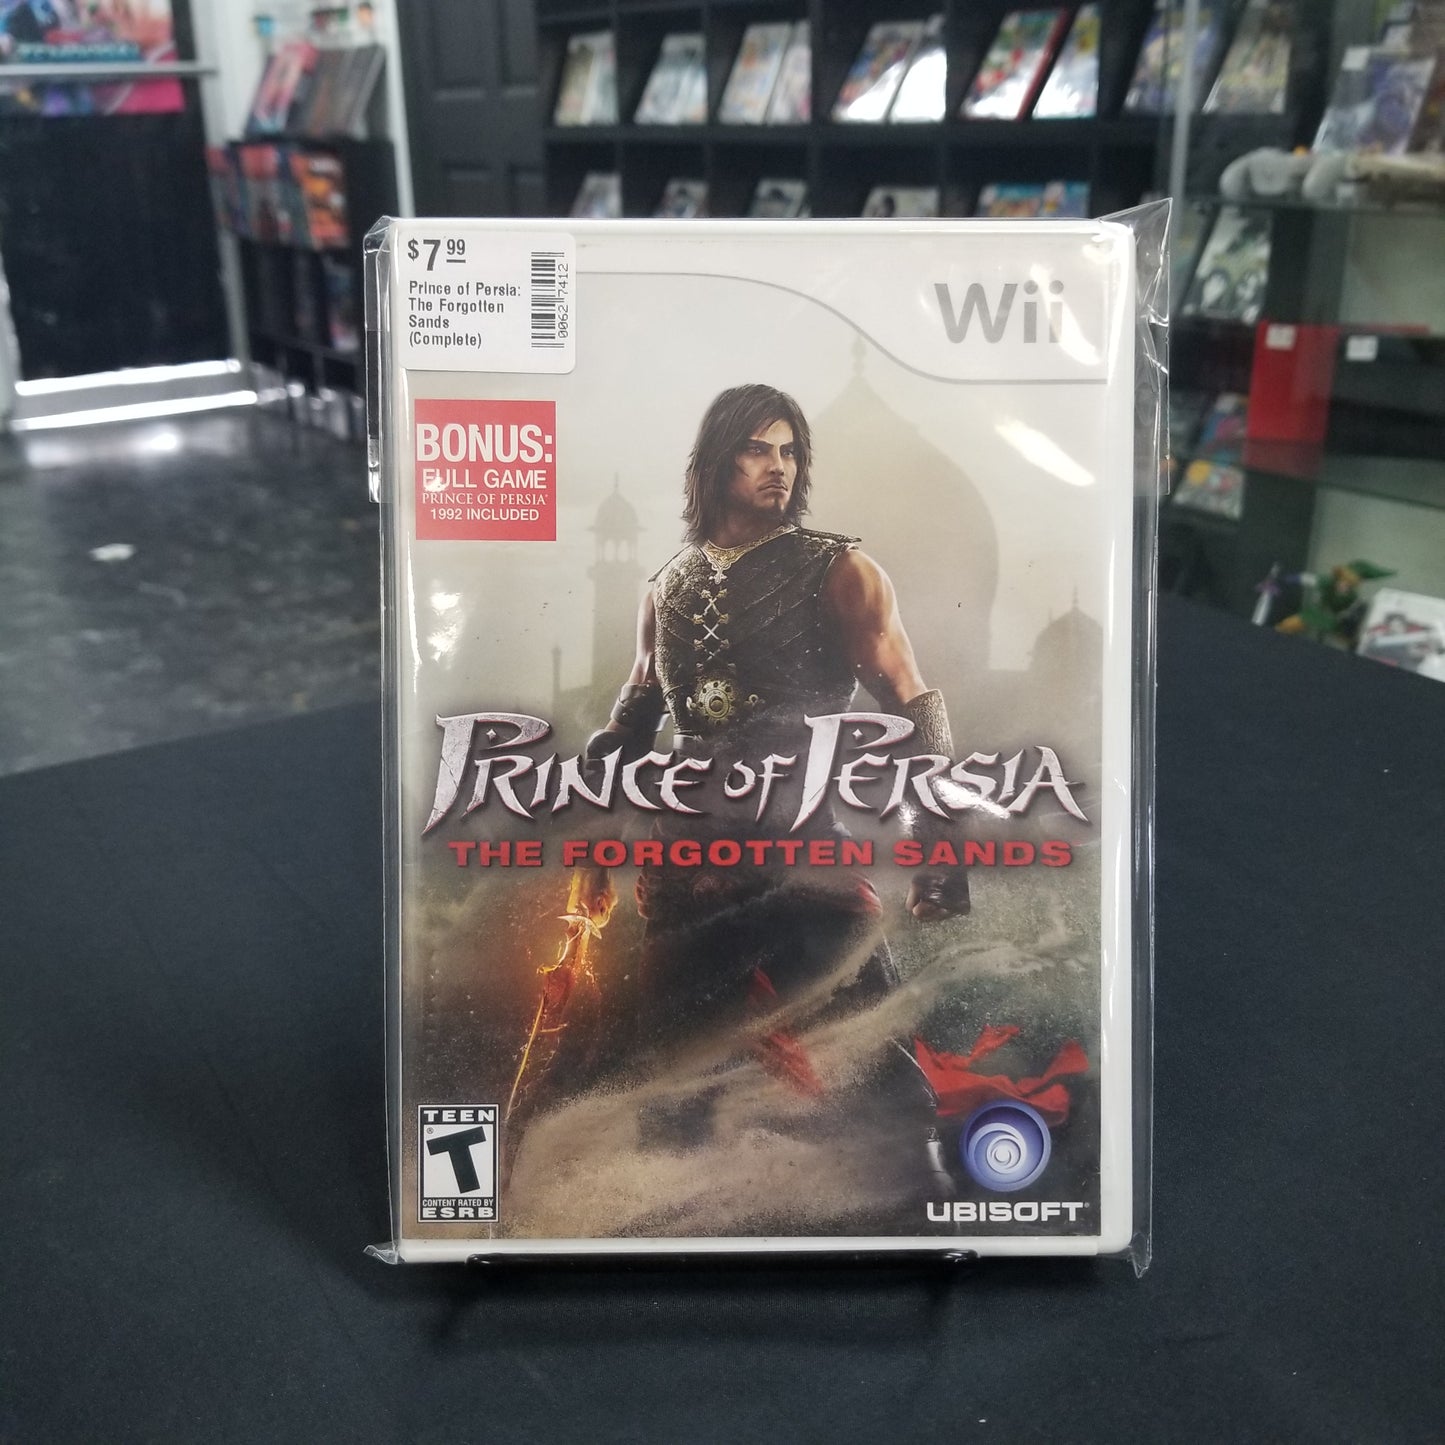 $7.99
Prince of Persia:
The Forgotten
Sands
(Complete)
00627412
Wii
BONUS:
FULL GAME
PRINCE OF PERSIA
1992 INCLUDED
PRINCE OF PERSIA
THE FORGOTTEN SANDS
TEEN
T
CONTENT RATED BY
ESRB
UBISOFT